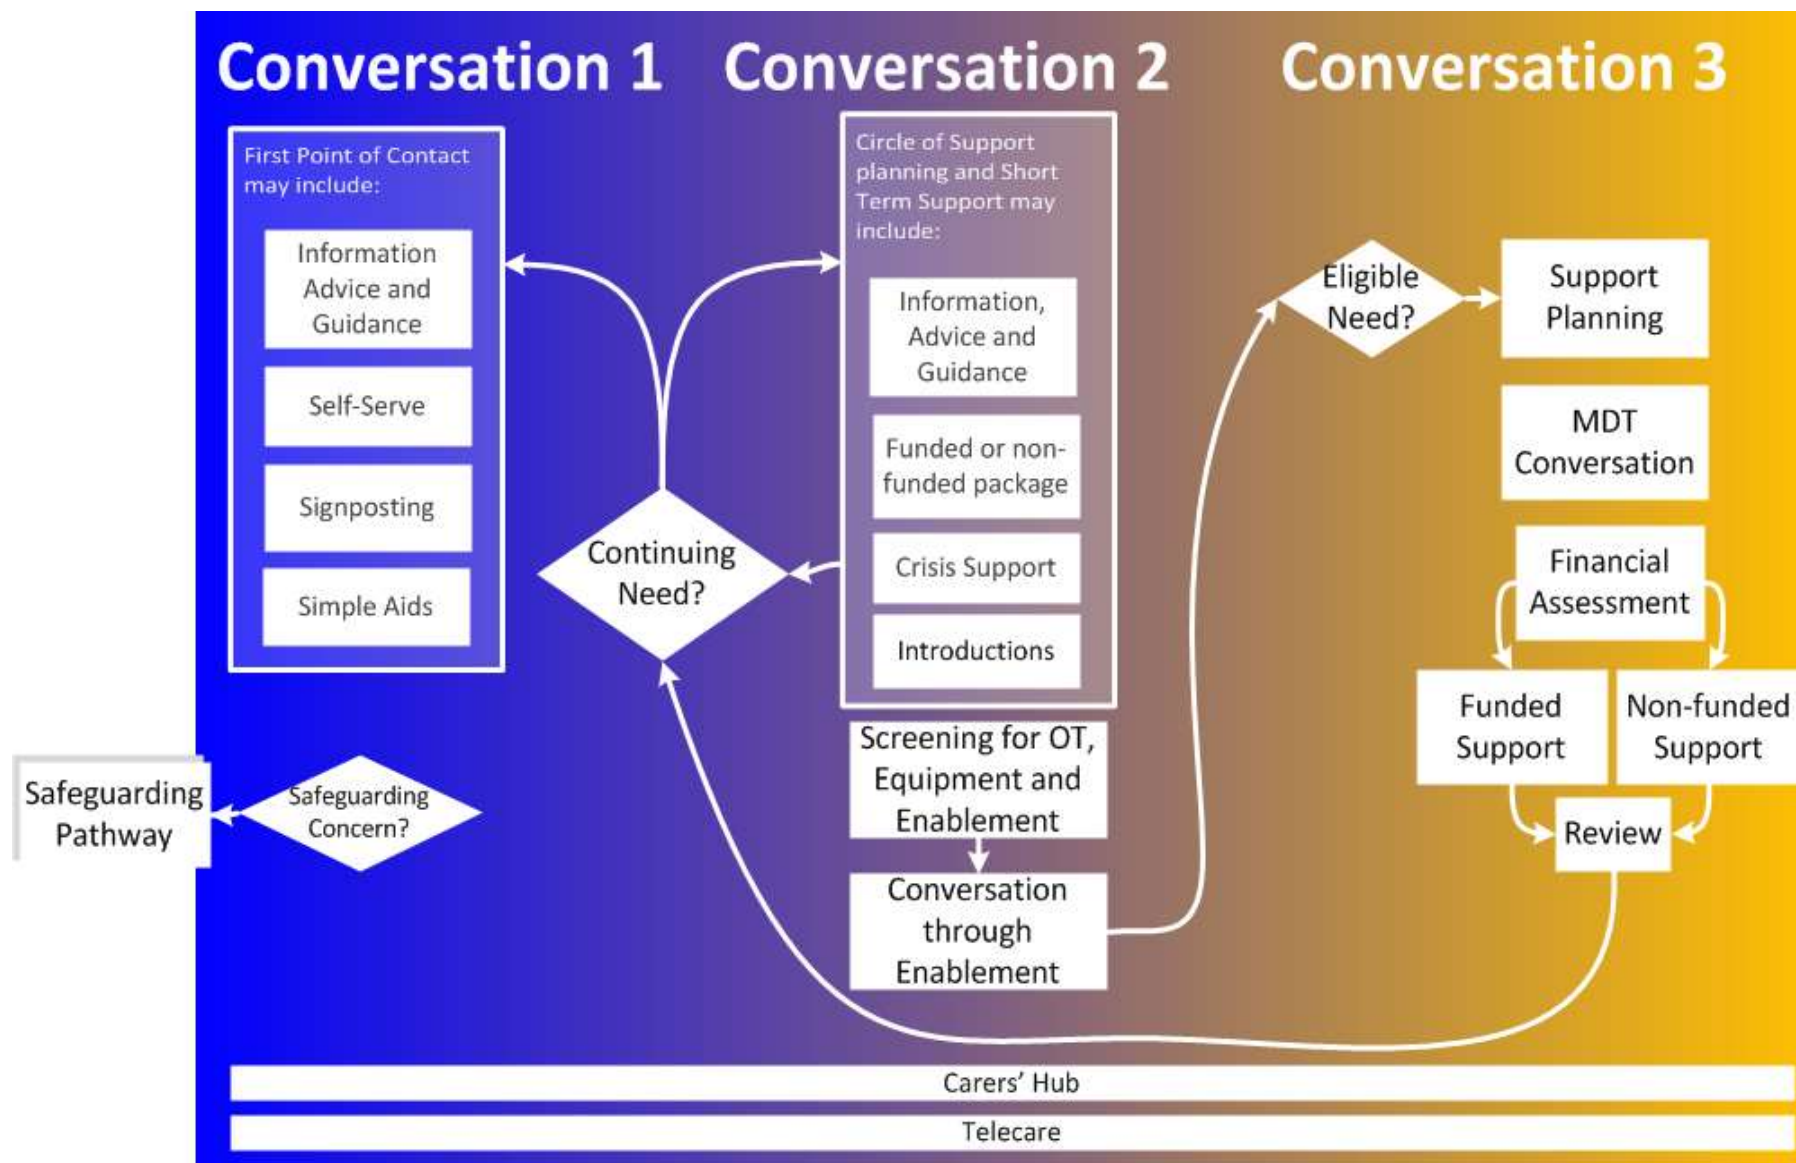 Conversation 1
First Point of Contact
may include:
Information
Advice and
Guidance
Self-Serve
Signposting
Simple Aids
Continuing
Need?
Safeguarding
Concern?
Safeguarding
Pathway
Conversation 2
Circle of Support
planning and Short
Term Support may
include:
Information,
Advice and
Guidance
Funded or non-
funded package
Crisis Support
Introductions
Screening for OT,
Equipment and
Enablement
Conversation
through
Enablement
Conversation 3
Eligible
Need?
Support
Planning
MDT
Conversation
Financial
Assessment
Funded
Support
Non-funded
Support
Review
Carers’ Hub
Telecare